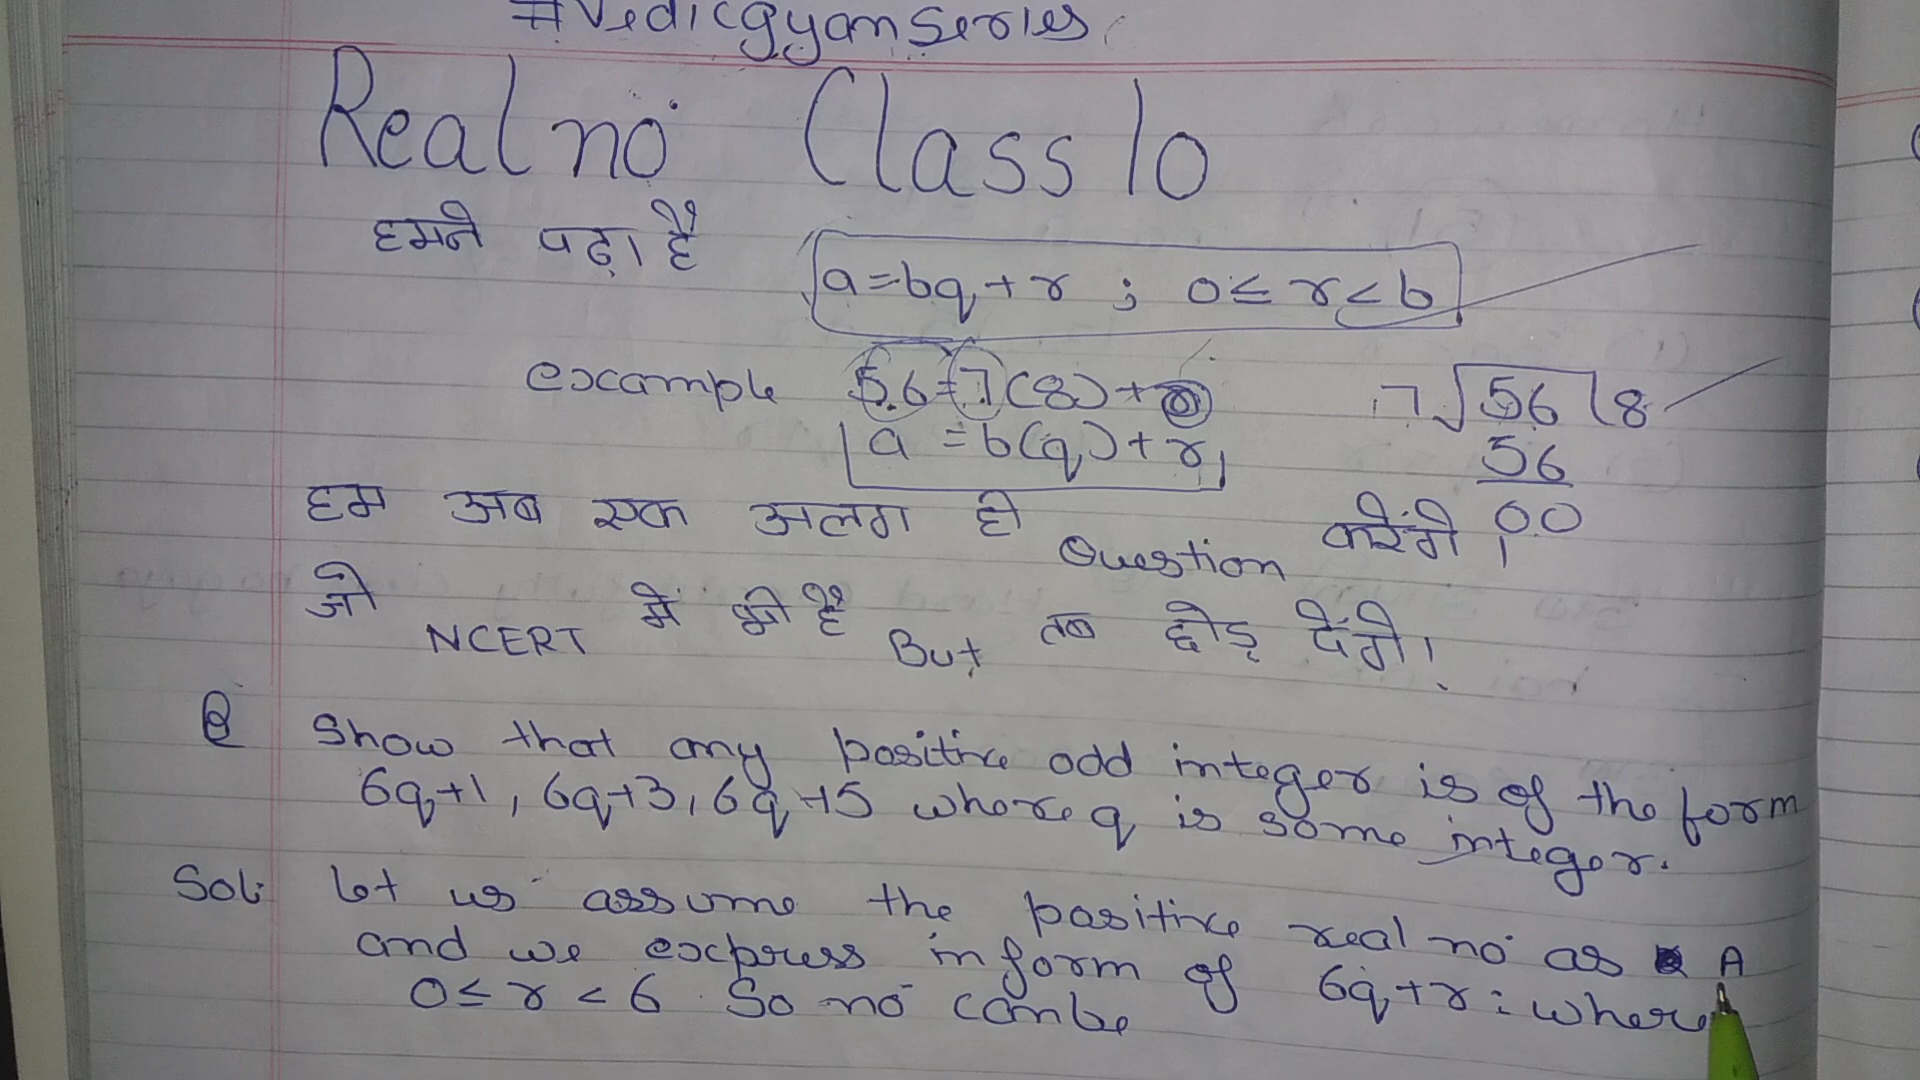 #Vedicgyanseries
Real no Class 10
हमने पढ़ा है a=bq+r ; 0≤r<b
example 56=7(8)+0 7√56(8
a=b(q)+r 56
हम अब एक अलग ही Question करेंगे। 00
जो NCERT में भी है But तब छोड़ देंगे।
Q Show that any positive odd integer is of the form
6q+1, 6q+3, 6q+5 where q is some integer.
Sol: Let us assume the positive real no as A
and we express in form of 6q+r : where
0≤r<6 So no can be